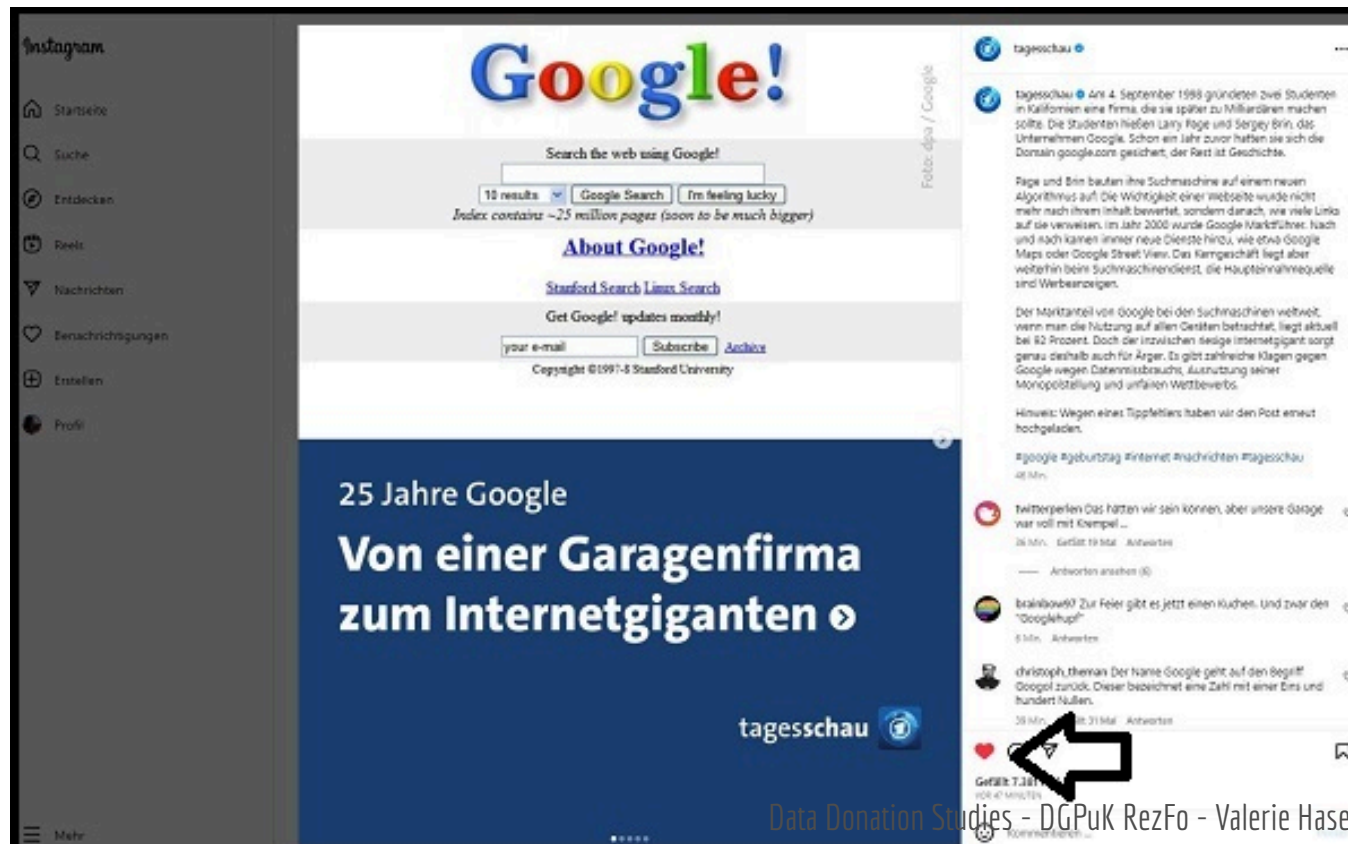 Instagram
Startseite
Suche
Entdecken
Reels
Nachrichten
Benachrichtigungen
Erstellen
Profil
Mehr
Google!
Foto: dpa / Google
Search the web using Google!
10 results Google Search I'm feeling lucky
Index contains ~25 million pages (soon to be much bigger)
About Google!
Stanford Search Linux Search
Get Google! updates monthly!
your e-mail Subscribe Archive
Copyright ©1997-8 Stanford University
25 Jahre Google
Von einer Garagenfirma
zum Internetgiganten
tagesschau
tagesschau
tagesschau Am 4. September 1998 gründeten zwei Studenten
in Kalifornien eine Firma, die sie später zu Milliardären machen
sollte. Die Studenten hießen Larry Page und Sergey Brin, das
Unternehmen Google. Schon ein Jahr zuvor hatten sie sich die
Domain google.com gesichert, der Rest ist Geschichte.
Page und Brin bauten ihre Suchmaschine auf einem neuen
Algorithmus auf: Die Wichtigkeit einer Webseite wurde nicht
mehr nach ihrem Inhalt bewertet, sondern danach, wie viele Links
auf sie verweisen. Im Jahr 2000 wurde Google Marktführer. Nach
und nach kamen immer neue Dienste hinzu, wie etwa Google
Maps oder Google Street View. Das Kerngeschäft liegt aber
weiterhin beim Suchmaschinendienst, die Haupteinnahmequelle
sind Werbeanzeigen.
Der Marktanteil von Google bei den Suchmaschinen weltweit,
wenn man die Nutzung auf allen Geräten betrachtet, liegt aktuell
bei 92 Prozent. Doch der inzwischen riesige Internetgigant sorgt
genau deshalb auch für Ärger. Es gibt zahlreiche Klagen gegen
Google wegen Datenmissbrauchs, Ausnutzung seiner
Monopolstellung und unfairen Wettbewerbs.
Hinweis: Wegen eines Tippfehlers haben wir den Post erneut
hochgeladen.
#google #geburtstag #internet #nachrichten #tagesschau
46 Min.
twitterperlen Das hätten wir sein können, aber unsere Garage
war voll mit Krempel ...
36 Min. Gefällt 19 Mal Antworten
Antworten ansehen (6)
brainbow97 Zur Feier gibt es jetzt einen Kuchen. Und zwar den
"Googlehupf"
6 Min. Antworten
christoph_theman Der Name Google geht auf den Begriff
Googol zurück. Dieser bezeichnet eine Zahl mit einer Eins und
hundert Nullen.
31 Mal Antworten
Gefällt
VOR 47 MINUTEN
Kommentieren ...
Data Donation Studies - DGPuK RezFo - Valerie Hase